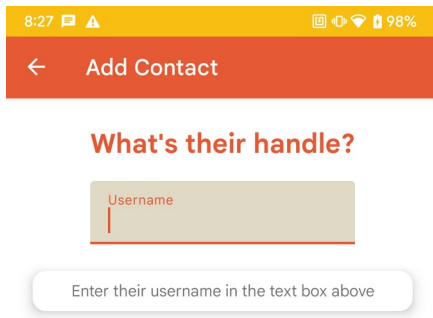 8:27 98%
Add Contact
What's their handle?
Username
Enter their username in the text box above